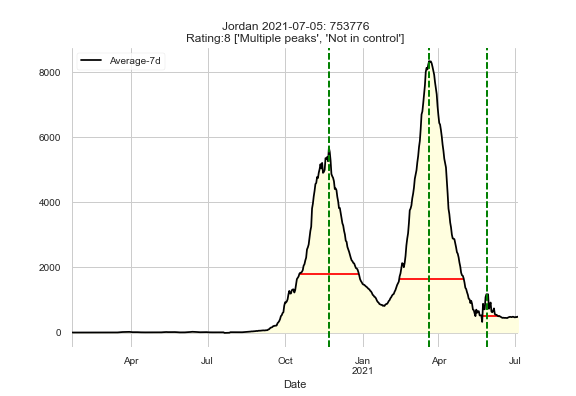 Jordan 2021-07-05: 753776
Rating:8 ['Multiple peaks', 'Not in control']
Average-7d
8000
6000
4000
2000
0
Apr Jul Oct Jan Apr Jul
2021
Date